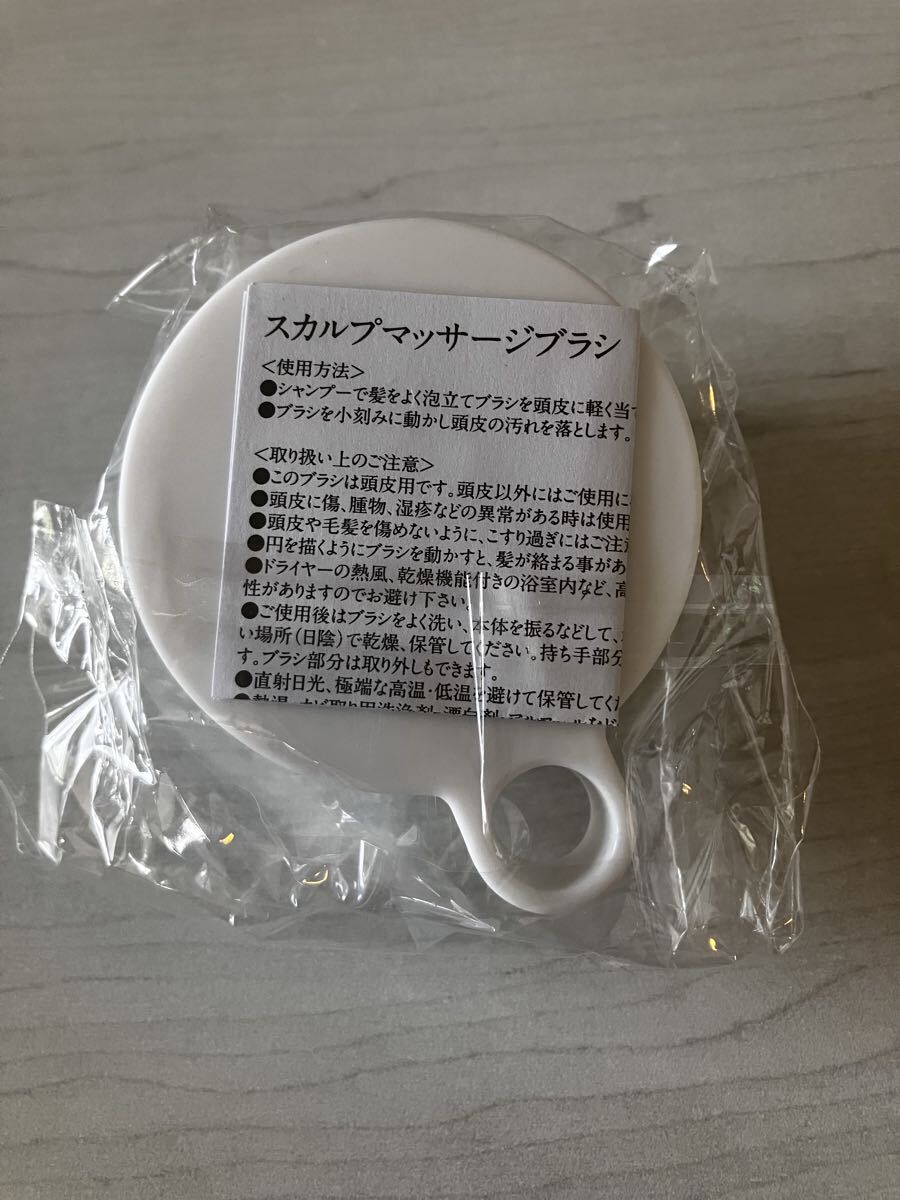 スカルプマッサージブラシ
<使用方法>
●シャンプーで髪をよく泡立てブラシを頭皮に軽く当て
●ブラシを小刻みに動かし頭皮の汚れを落とします。
<取り扱い上のご注意>
●このブラシは頭皮用です。頭皮以外にはご使用に
●頭皮に傷、腫物、湿疹などの異常がある時は使用
●頭皮や毛髪を傷めないように、こすり過ぎにはご注意
●円を描くようにブラシを動かすと、髪が絡まる事があ
●ドライヤーの熱風、乾燥機能付きの浴室内など、高
性がありますのでお避け下さい。
●ご使用後はブラシをよく洗い、本体を振るなどして、
い場所(日陰)で乾燥、保管してください。持ち手部分
す。ブラシ部分は取り外しもできます。
●直射日光、極端な高温・低温を避けて保管してくだ